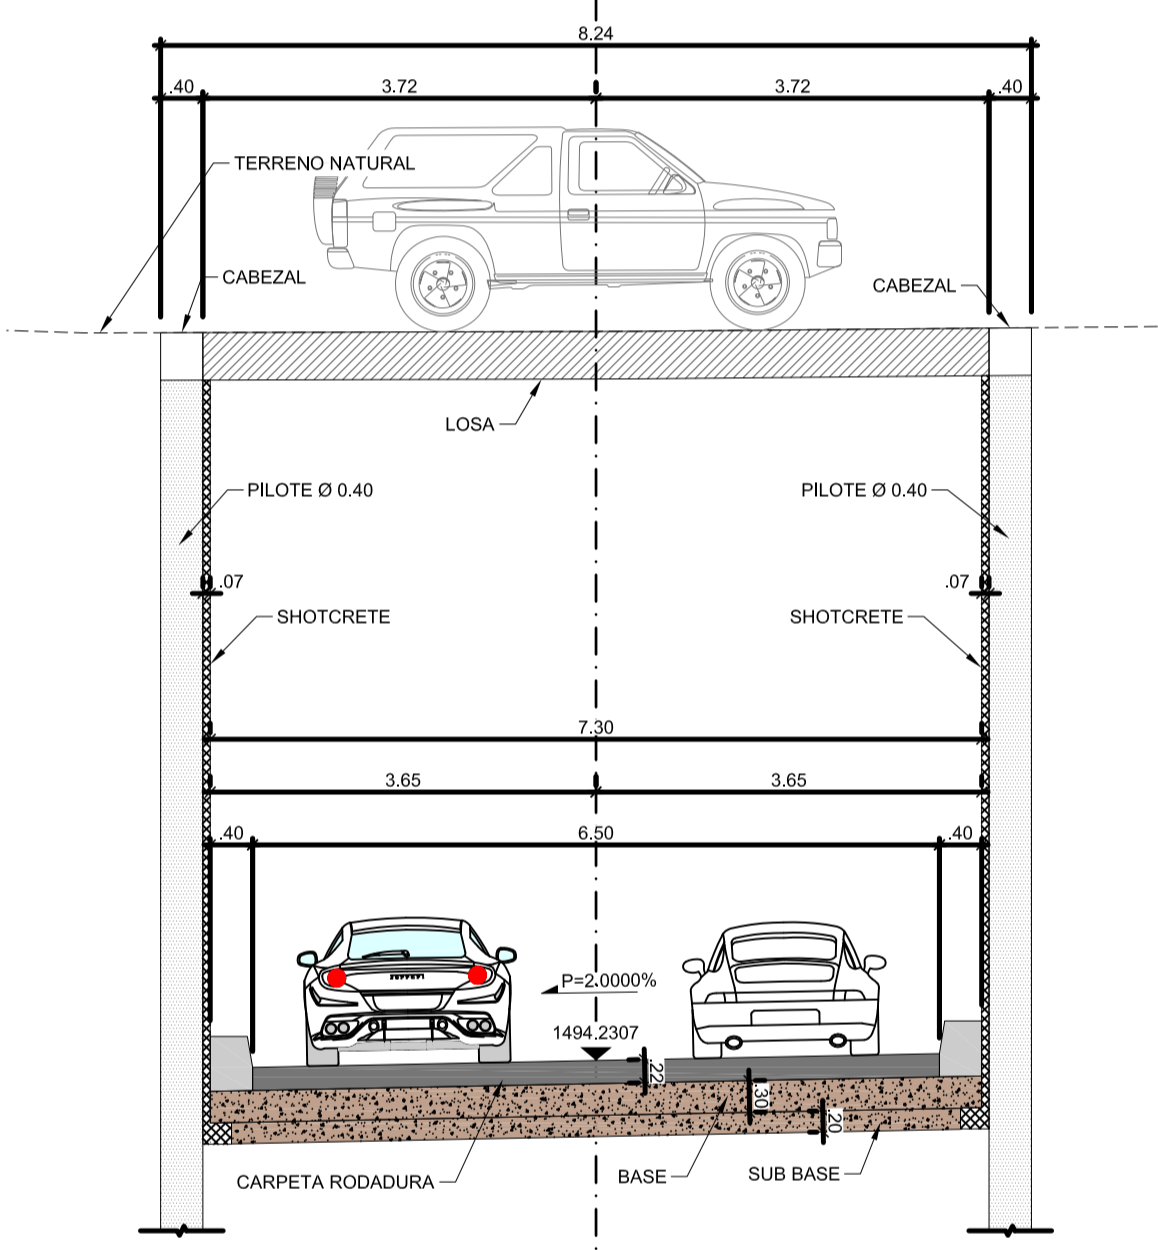 8.24
.40 3.72 3.72 .40
TERRENO NATURAL
CABEZAL
CABEZAL
LOSA
PILOTE Ø 0.40
PILOTE Ø 0.40
.07
.07
SHOTCRETE
SHOTCRETE
7.30
3.65 3.65
.40 6.50 .40
FERRARI
P=2.0000%
1494.2307
.22
.30
.20
CARPETA RODADURA
BASE
SUB BASE